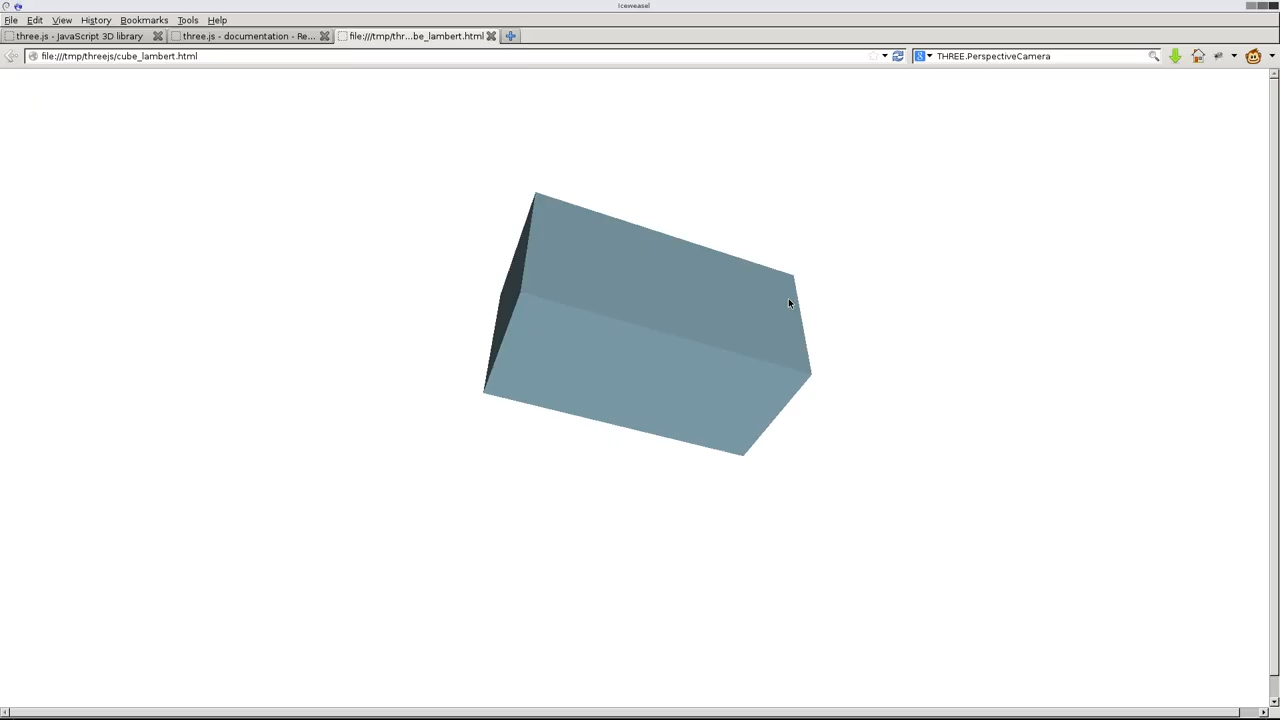 Iceweasel
File Edit View History Bookmarks Tools Help
three.js - JavaScript 3D library three.js - documentation - Re... file:///tmp/thr...be_lambert.html
file:///tmp/threejs/cube_lambert.html THREE.PerspectiveCamera